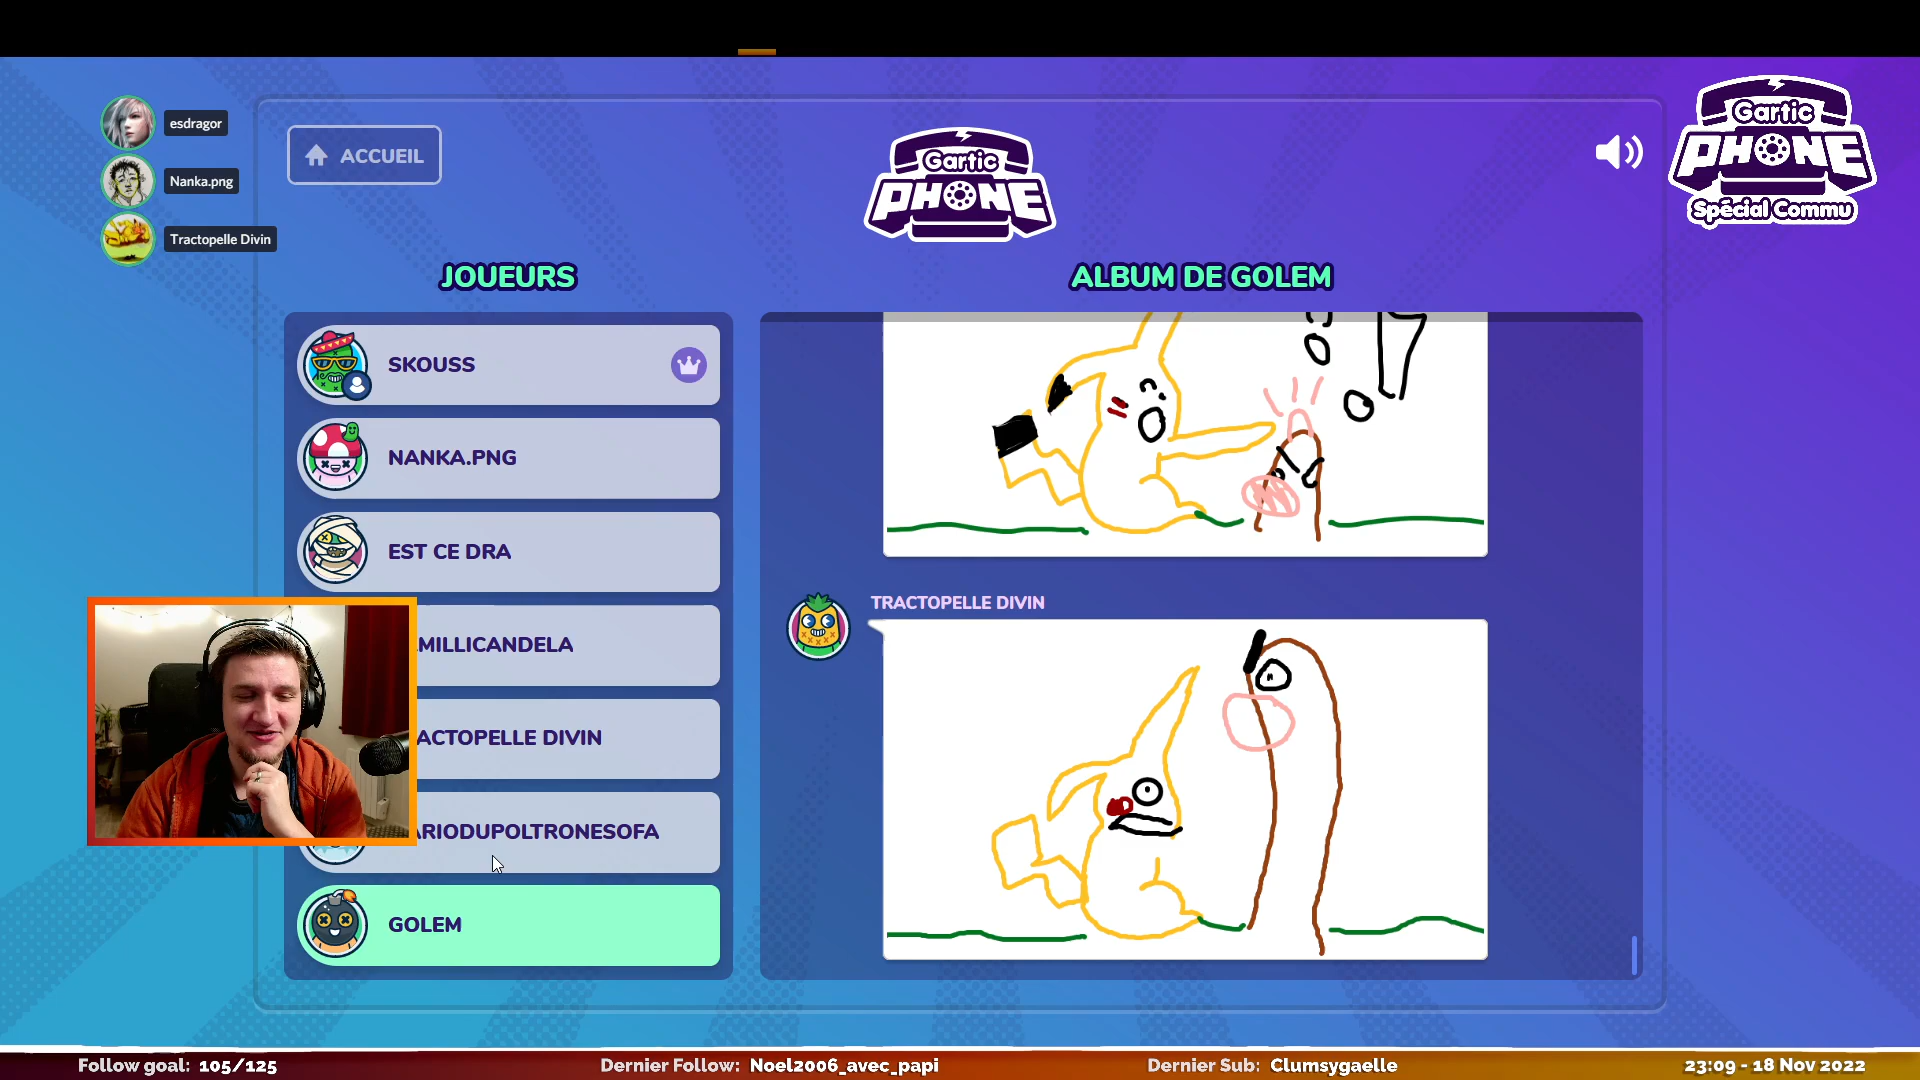 esdragor
Nanka.png
Tractopelle Divin
ACCUEIL
Gartic
PHONE
Gartic
PHONE
Spécial Commu
JOUEURS
ALBUM DE GOLEM
SKOUSS
NANKA.PNG
EST CE DRA
MILLICANDELA
ACTOPELLE DIVIN
ARIODUPOLTRONESOFA
GOLEM
TRACTOPELLE DIVIN
Follow goal: 105/125
Dernier Follow: Noel2006_avec_papi
Dernier Sub: Clumsygaelle
23:09 - 18 Nov 2022